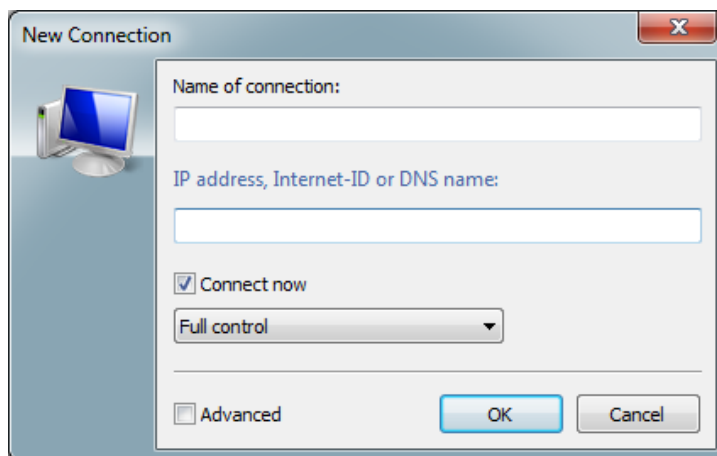 New Connection
Name of connection:
IP address, Internet-ID or DNS name:
Connect now
Full control
Advanced
OK
Cancel